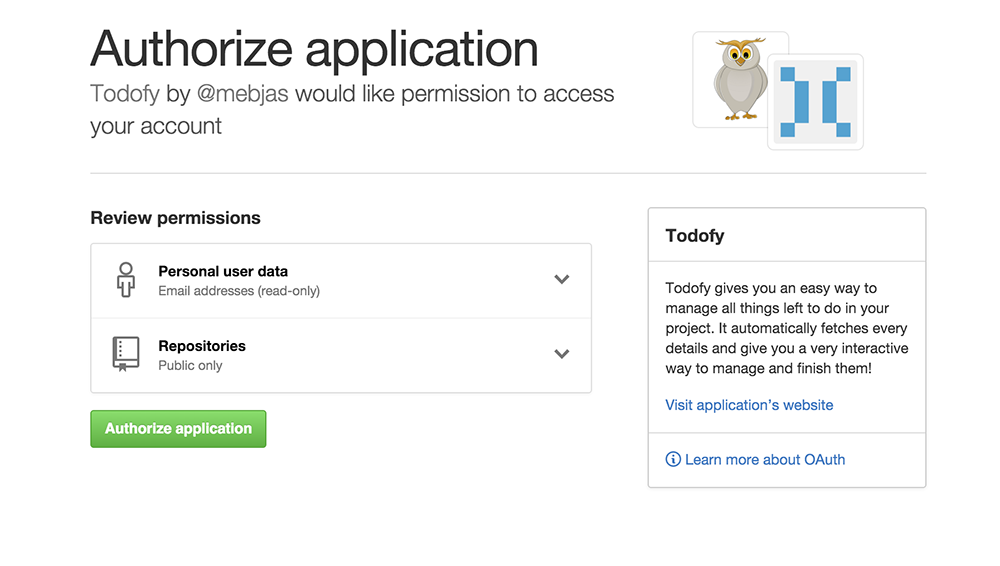 Authorize application
Todofy by @mebjas would like permission to access
your account
Review permissions
Personal user data
Email addresses (read-only)
Repositories
Public only
Authorize application
Todofy
Todofy gives you an easy way to
manage all things left to do in your
project. It automatically fetches every
details and give you a very interactive
way to manage and finish them!
Visit application's website
Learn more about OAuth